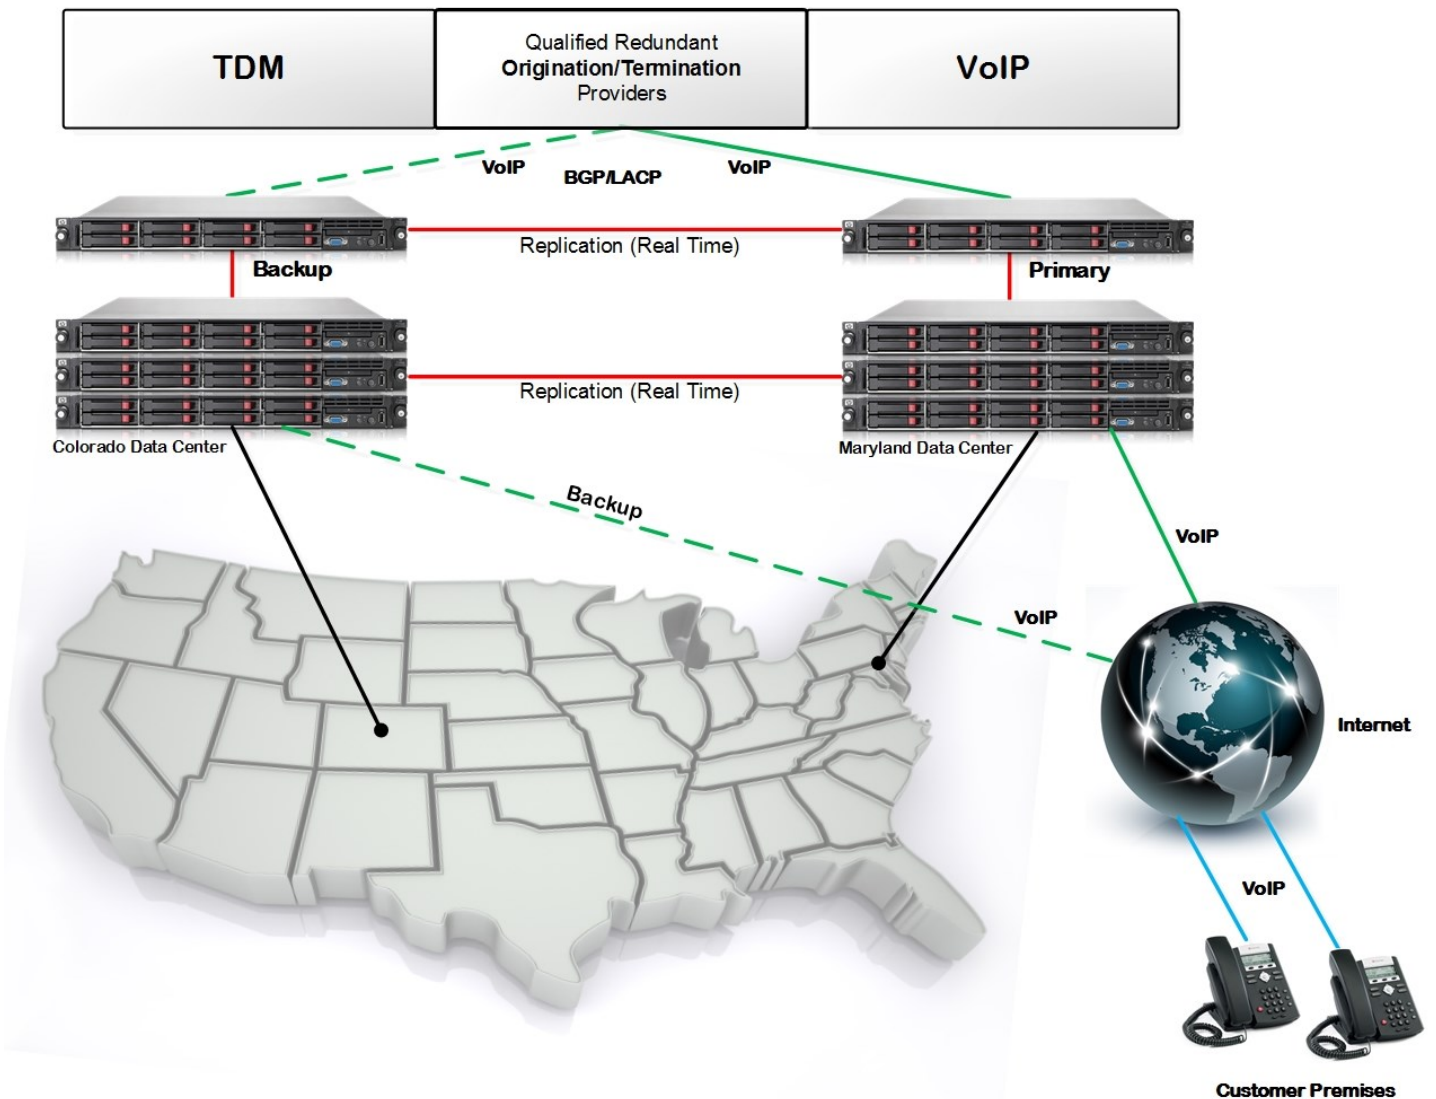 TDM
Qualified Redundant
Origination/Termination
Providers
VoIP
VoIP
BGP/LACP
VoIP
Replication (Real Time)
Backup
Primary
Replication (Real Time)
Colorado Data Center
Maryland Data Center
Backup
VoIP
VoIP
Internet
VoIP
Customer Premises